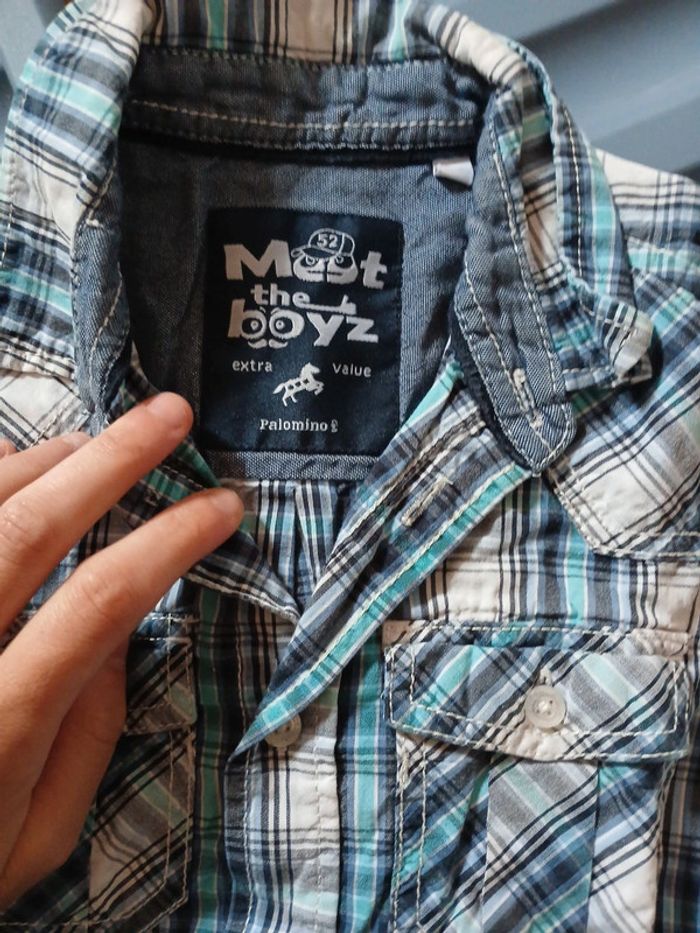 52
Meet
the
boyz
extra value
Palomino